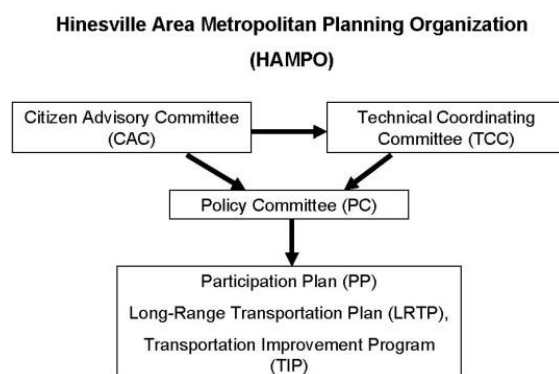 Hinesville Area Metropolitan Planning Organization
(HAMPO)
Citizen Advisory Committee
(CAC)
Technical Coordinating
Committee (TCC)
Policy Committee (PC)
Participation Plan (PP)
Long-Range Transportation Plan (LRTP),
Transportation Improvement Program
(TIP)